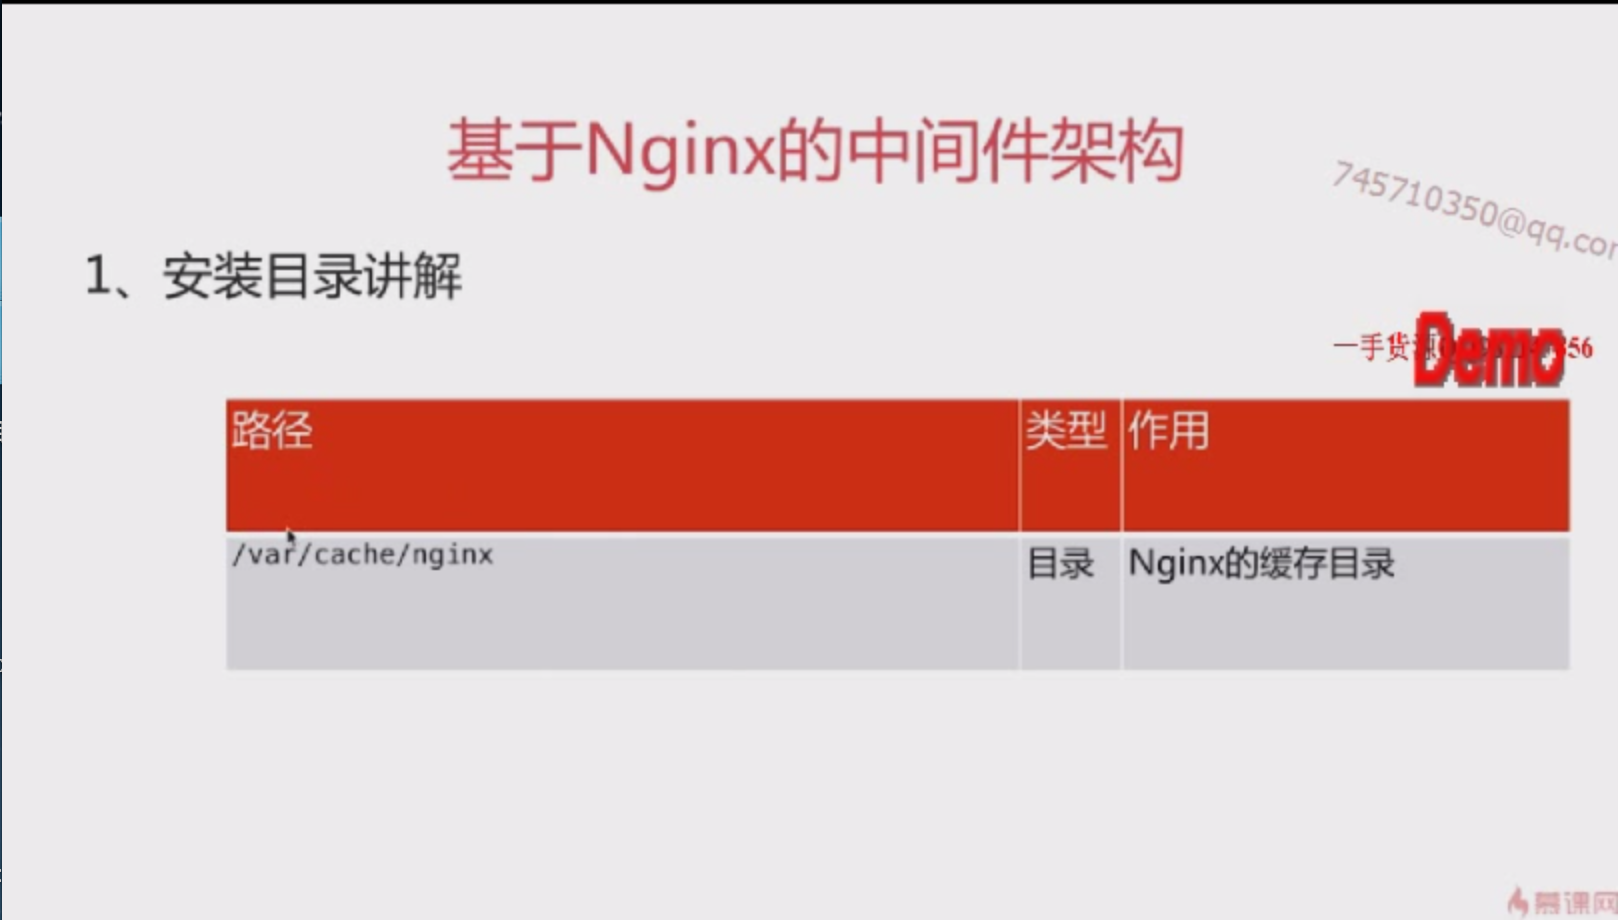 基于Nginx的中间件架构
745710350@qq.com
1、安装目录讲解
一手货源
Demo
56
路径 类型 作用
/var/cache/nginx 目录 Nginx的缓存目录
慕课网